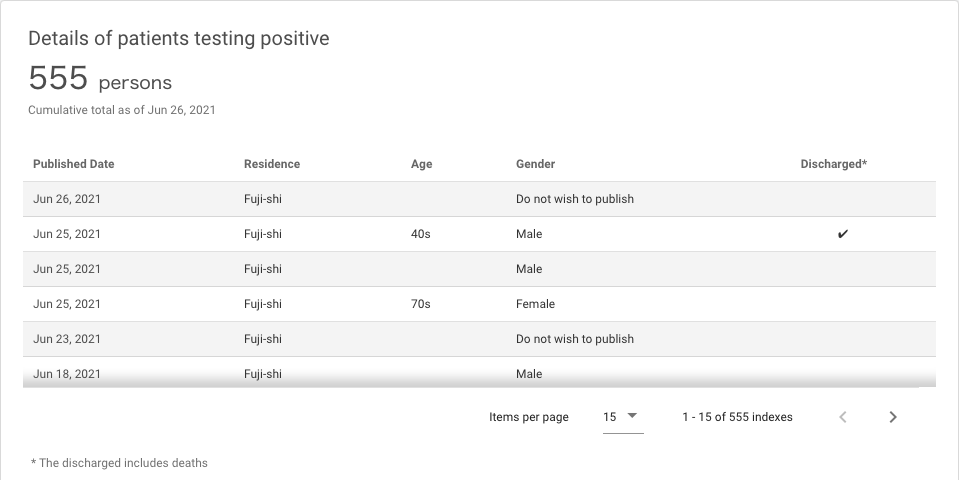 Details of patients testing positive
555 persons
Cumulative total as of Jun 26, 2021
Published Date Residence Age Gender Discharged*
Jun 26, 2021 Fuji-shi Do not wish to publish
Jun 25, 2021 Fuji-shi 40s Male ✔
Jun 25, 2021 Fuji-shi Male
Jun 25, 2021 Fuji-shi 70s Female
Jun 23, 2021 Fuji-shi Do not wish to publish
Jun 18, 2021 Fuji-shi Male
Items per page 15 1 - 15 of 555 indexes
* The discharged includes deaths